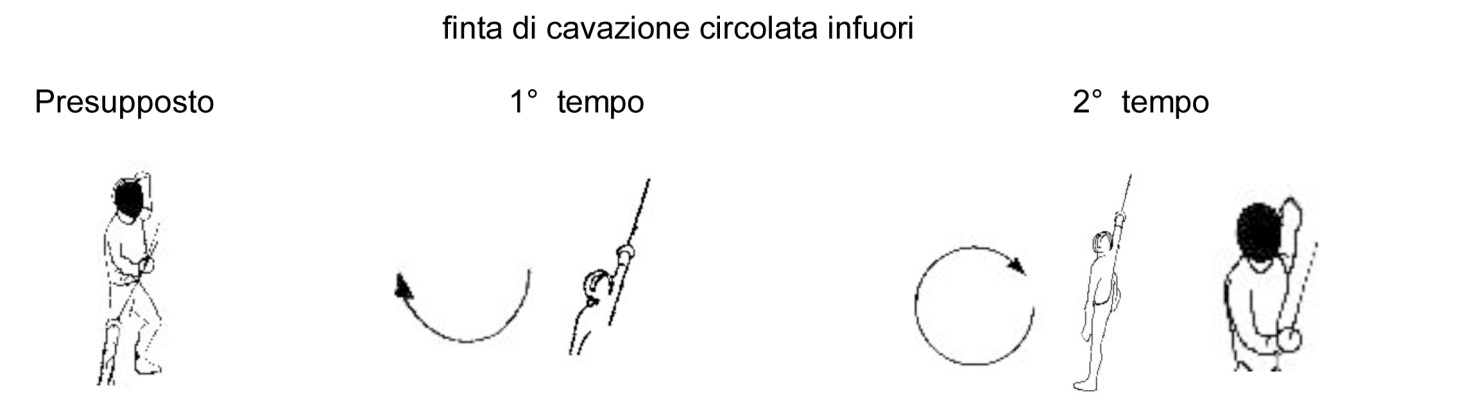 finta di cavazione circolata infuori
Presupposto 1° tempo 2° tempo